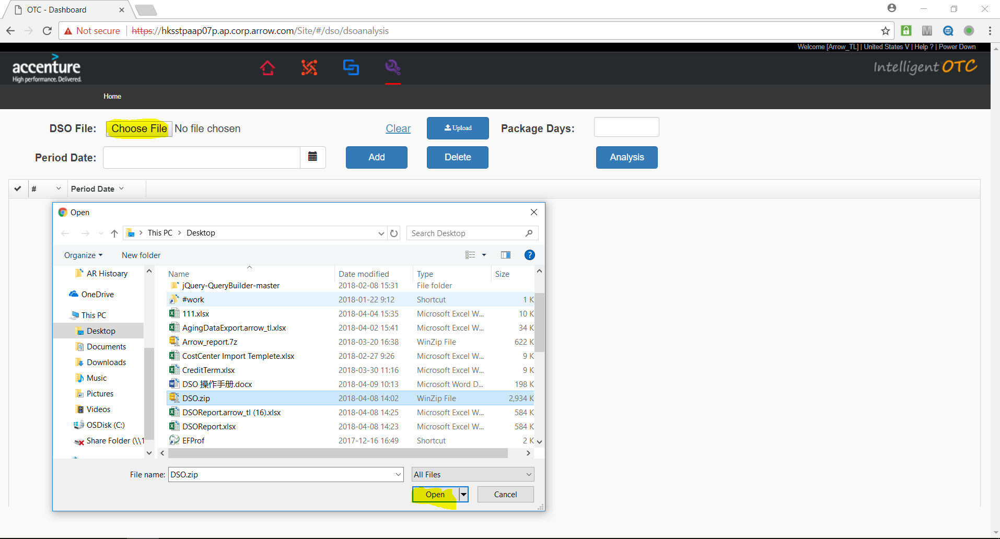 OTC - Dashboard
Not secure https://hksstpaap07p.ap.corp.arrow.com/Site/#/dso/dsoanalysis
Welcome [Arrow_TL] | United States V | Help ? | Power Down
accenture
High performance. Delivered.
Intelligent OTC
Home
DSO File: Choose File No file chosen Clear Upload Package Days:
Period Date: Add Delete Analysis
# Period Date
Open
This PC > Desktop Search Desktop
Organize New folder
Name Date modified Type Size
AR Histoary
OneDrive
This PC
Desktop
Documents
Downloads
Music
Pictures
Videos
OSDisk (C:)
Share Folder (\\1
jQuery-QueryBuilder-master 2018-02-08 15:31 File folder
#work 2018-01-22 9:12 Shortcut 1 K
111.xlsx 2018-04-04 15:35 Microsoft Excel W... 10 K
AgingDataExport.arrow_tl.xlsx 2018-04-02 15:41 Microsoft Excel W... 34 K
Arrow_report.7z 2018-03-20 16:38 WinZip File 622 K
CostCenter Import Templete.xlsx 2018-02-27 9:26 Microsoft Excel W... 9 K
CreditTerm.xlsx 2018-03-30 11:16 Microsoft Excel W... 9 K
DSO 操作手册.docx 2018-04-09 10:13 Microsoft Word D... 198 K
DSO.zip 2018-04-08 14:02 WinZip File 2,934 K
DSOReport.arrow_tl (16).xlsx 2018-04-08 14:25 Microsoft Excel W... 584 K
DSOReport.xlsx 2018-04-08 14:23 Microsoft Excel W... 584 K
EFProf 2017-12-16 16:49 Shortcut 2 K
File name: DSO.zip All Files
Open Cancel